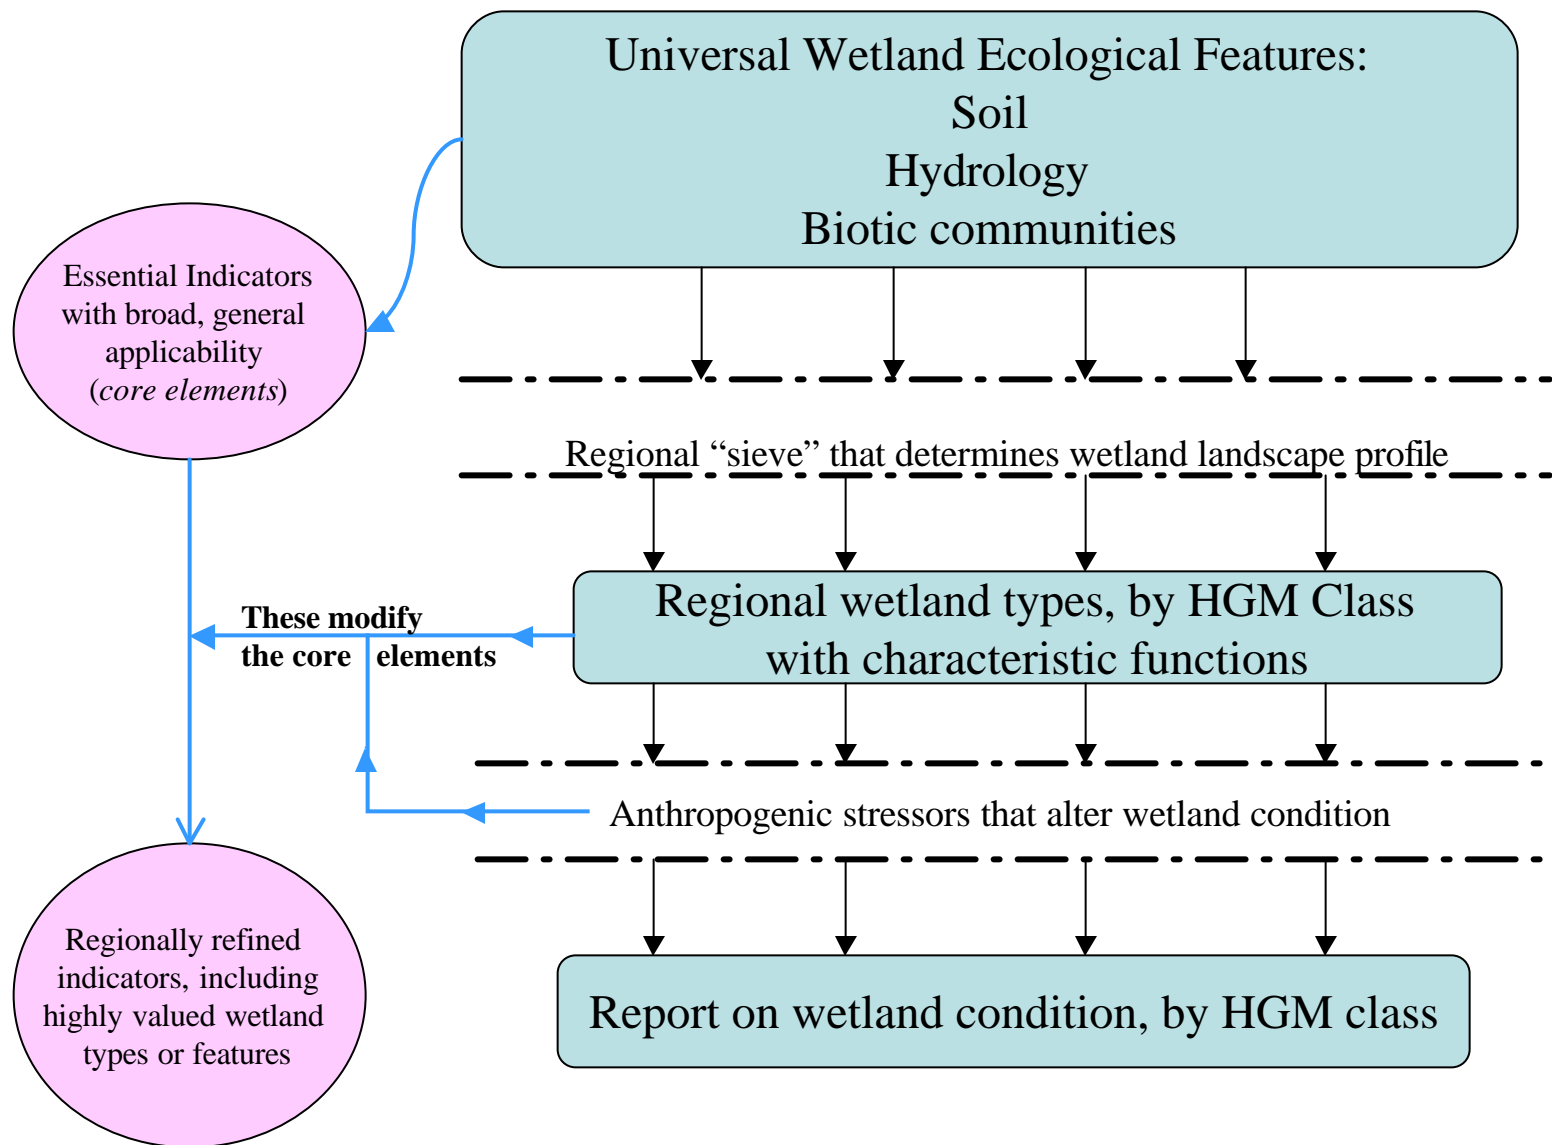 Universal Wetland Ecological Features:
Soil
Hydrology
Biotic communities
Essential Indicators
with broad, general
applicability
(core elements)
Regional “sieve” that determines wetland landscape profile
Regional wetland types, by HGM Class
with characteristic functions
These modify
the core elements
Anthropogenic stressors that alter wetland condition
Regionally refined
indicators, including
highly valued wetland
types or features
Report on wetland condition, by HGM class